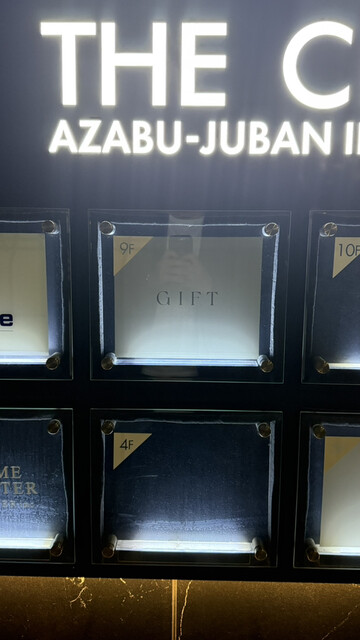 THE C
AZABU-JUBAN I
9F
GIFT
10F
e
4F
ME
TER